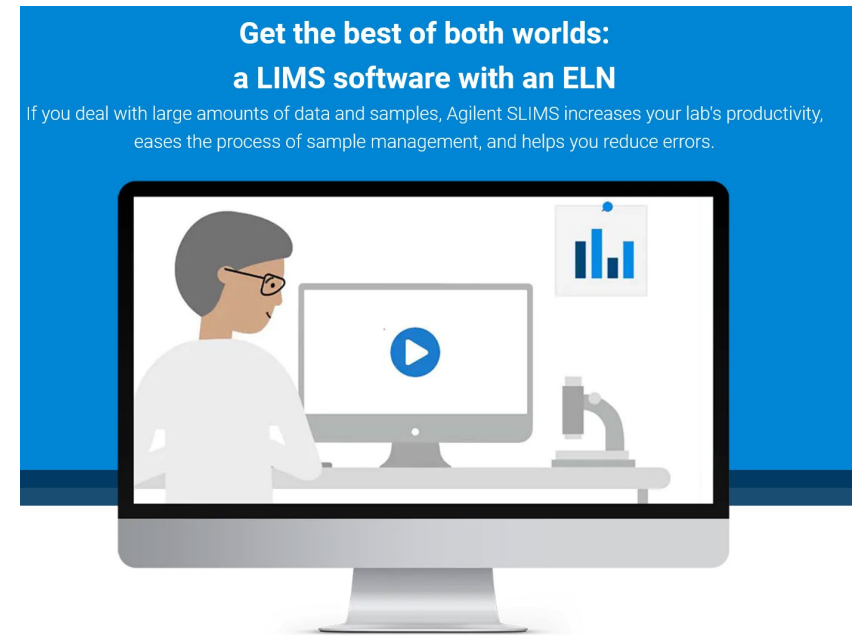 Get the best of both worlds:
a LIMS software with an ELN
If you deal with large amounts of data and samples, Agilent SLIMS increases your lab's productivity,
eases the process of sample management, and helps you reduce errors.